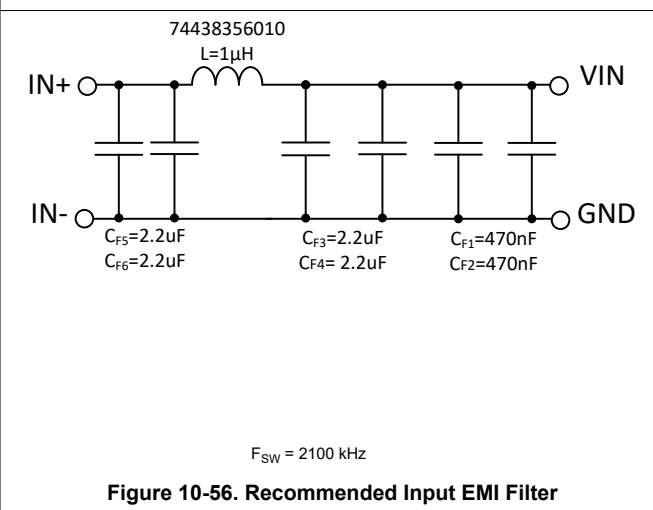 74438356010
L=1µH
IN+
VIN
IN-
GND
CF5=2.2uF
CF6=2.2uF
CF3=2.2uF
CF4= 2.2uF
CF1=470nF
CF2=470nF
FSW = 2100 kHz
Figure 10-56. Recommended Input EMI Filter